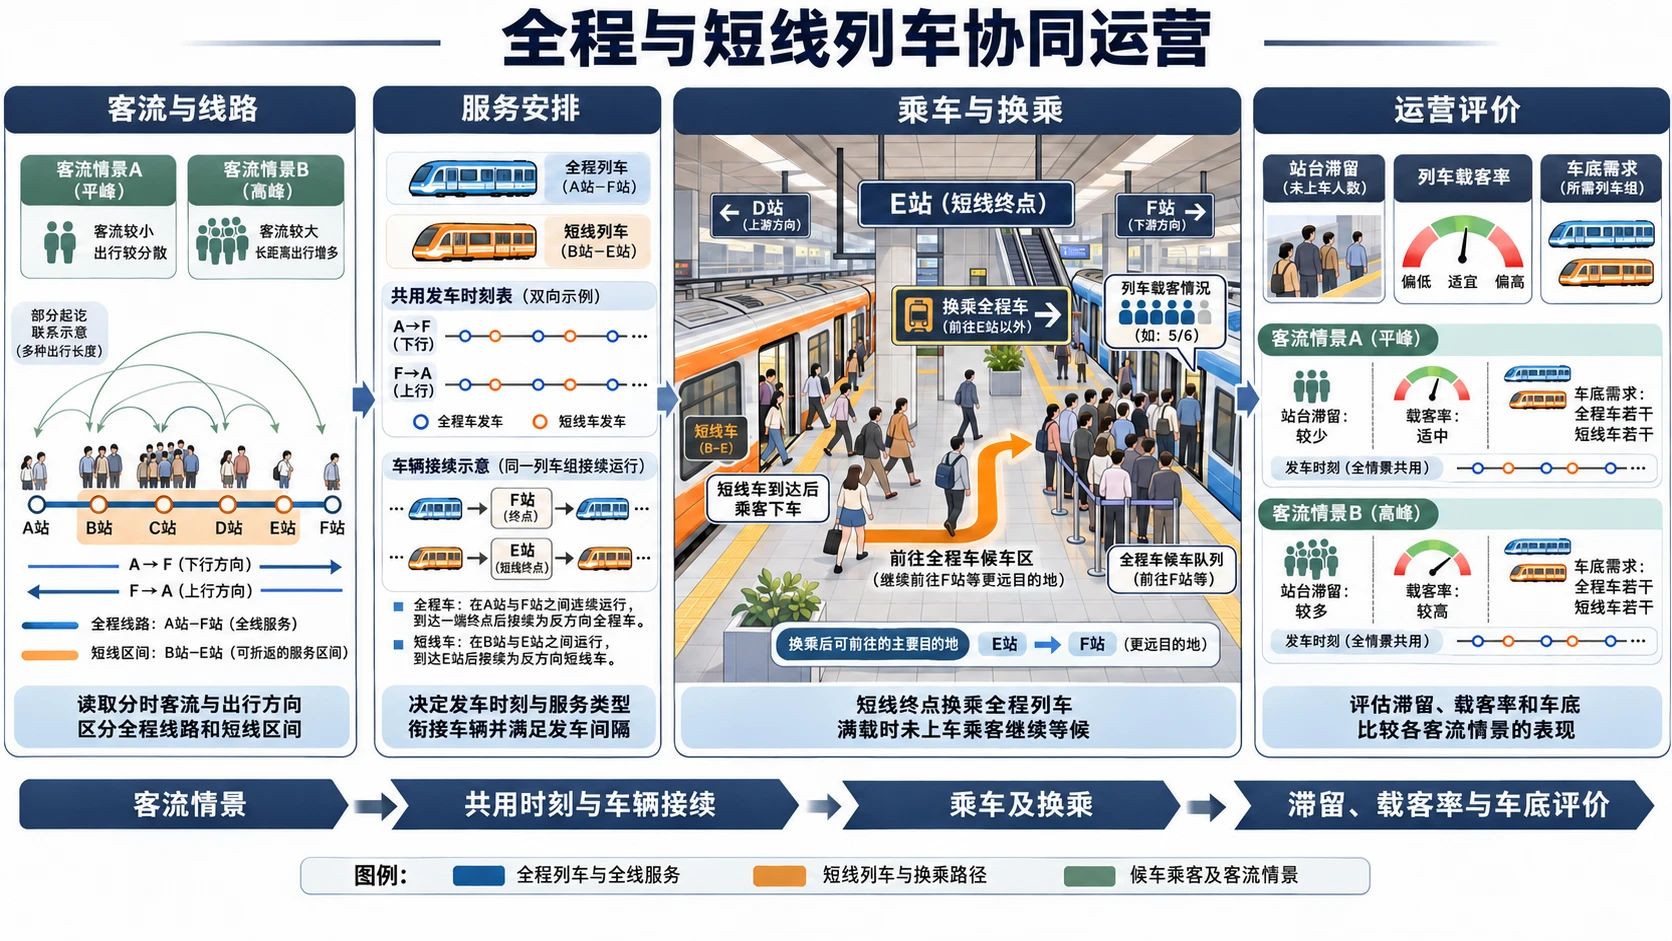 全程与短线列车协同运营
客流与线路
客流情景A
（平峰）
客流较小
出行较分散
客流情景B
（高峰）
客流较大
长距离出行增多
部分起讫
联系示意
（多种出行长度）
A站
B站
C站
D站
E站
F站
A→F（下行方向）
F→A（上行方向）
全程线路：A站–F站（全线服务）
短线区间：B站–E站（可折返的服务区间）
读取分时客流与出行方向
区分全程线路和短线区间
服务安排
全程列车
（A站–F站）
短线列车
（B站–E站）
共用发车时刻表（双向示例）
A→F
（下行）
...
F→A
（上行）
...
全程车发车
短线车发车
车辆接续示意（同一列车组接续运行）
...
F站
（终点）
...
...
E站
（短线终点）
...
全程车：在A站与F站之间连续运行，
到达一端终点后接续为反方向全程车。
短线车：在B站与E站之间运行，
到达E站后接续为反方向短线车。
决定发车时刻与服务类型
衔接车辆并满足发车间隔
乘车与换乘
← D站
（上游方向）
E站（短线终点）
F站 →
（下游方向）
换乘全程车
（前往E站以外）→
列车载客情况
（如：5/6）
短线车
（B–E）
短线车到达后
乘客下车
前往全程车候车区
（继续前往F站等更远目的地）
全程车候车队列
（前往F站等）
换乘后可前往的主要目的地
E站
F站
（更远目的地）
短线终点换乘全程列车
满载时未上车乘客继续等候
运营评价
站台滞留
（未上车人数）
列车载客率
偏低
适宜
偏高
车底需求
（所需列车组）
客流情景A（平峰）
站台滞留：
较少
载客率：
适中
车底需求：
全程车若干
短线车若干
发车时刻（全情景共用）
...
客流情景B（高峰）
站台滞留：
较多
载客率：
较高
车底需求：
全程车若干
短线车若干
发车时刻（全情景共用）
...
评估滞留、载客率和车底
比较各客流情景的表现
客流情景
共用时刻与车辆接续
乘车及换乘
滞留、载客率与车底评价
图例：
全程列车与全线服务
短线列车与换乘路径
候车乘客及客流情景